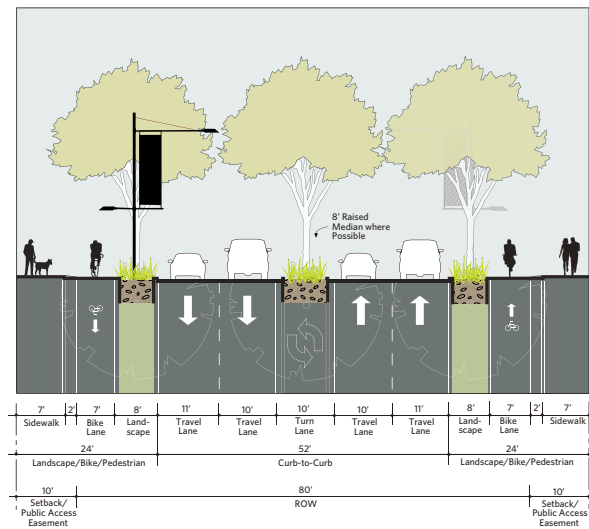 8' Raised
Median where
Possible
7' 2' 7' 8' 11' 10' 10' 10' 11' 8' 7' 2' 7'
Sidewalk Bike Lane Land- scape Travel Lane Travel Lane Turn Lane Travel Lane Travel Lane Land- scape Bike Lane Sidewalk
24' 52' 24'
Landscape/Bike/Pedestrian Curb-to-Curb Landscape/Bike/Pedestrian
10' 80' 10'
Setback/ Public Access Easement ROW Setback/ Public Access Easement